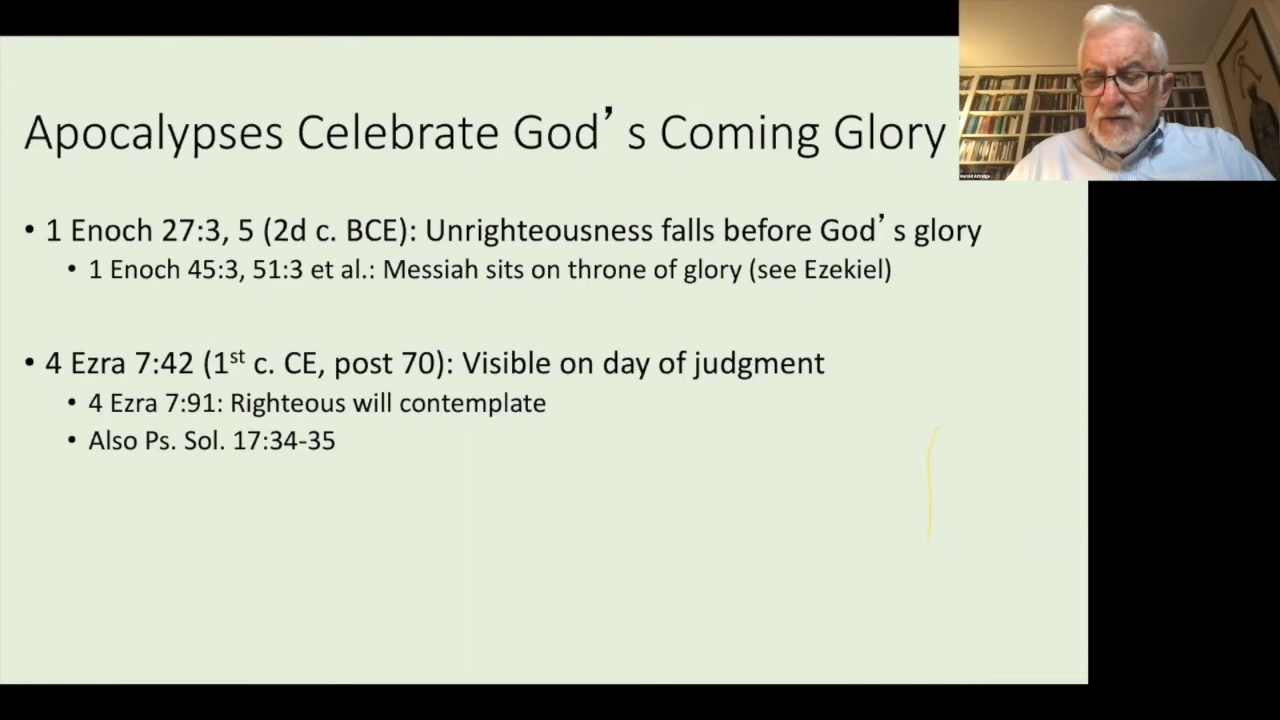 Apocalypses Celebrate God’s Coming Glory
Harold Attridge
• 1 Enoch 27:3, 5 (2d c. BCE): Unrighteousness falls before God’s glory
• 1 Enoch 45:3, 51:3 et al.: Messiah sits on throne of glory (see Ezekiel)
• 4 Ezra 7:42 (1st c. CE, post 70): Visible on day of judgment
• 4 Ezra 7:91: Righteous will contemplate
• Also Ps. Sol. 17:34-35